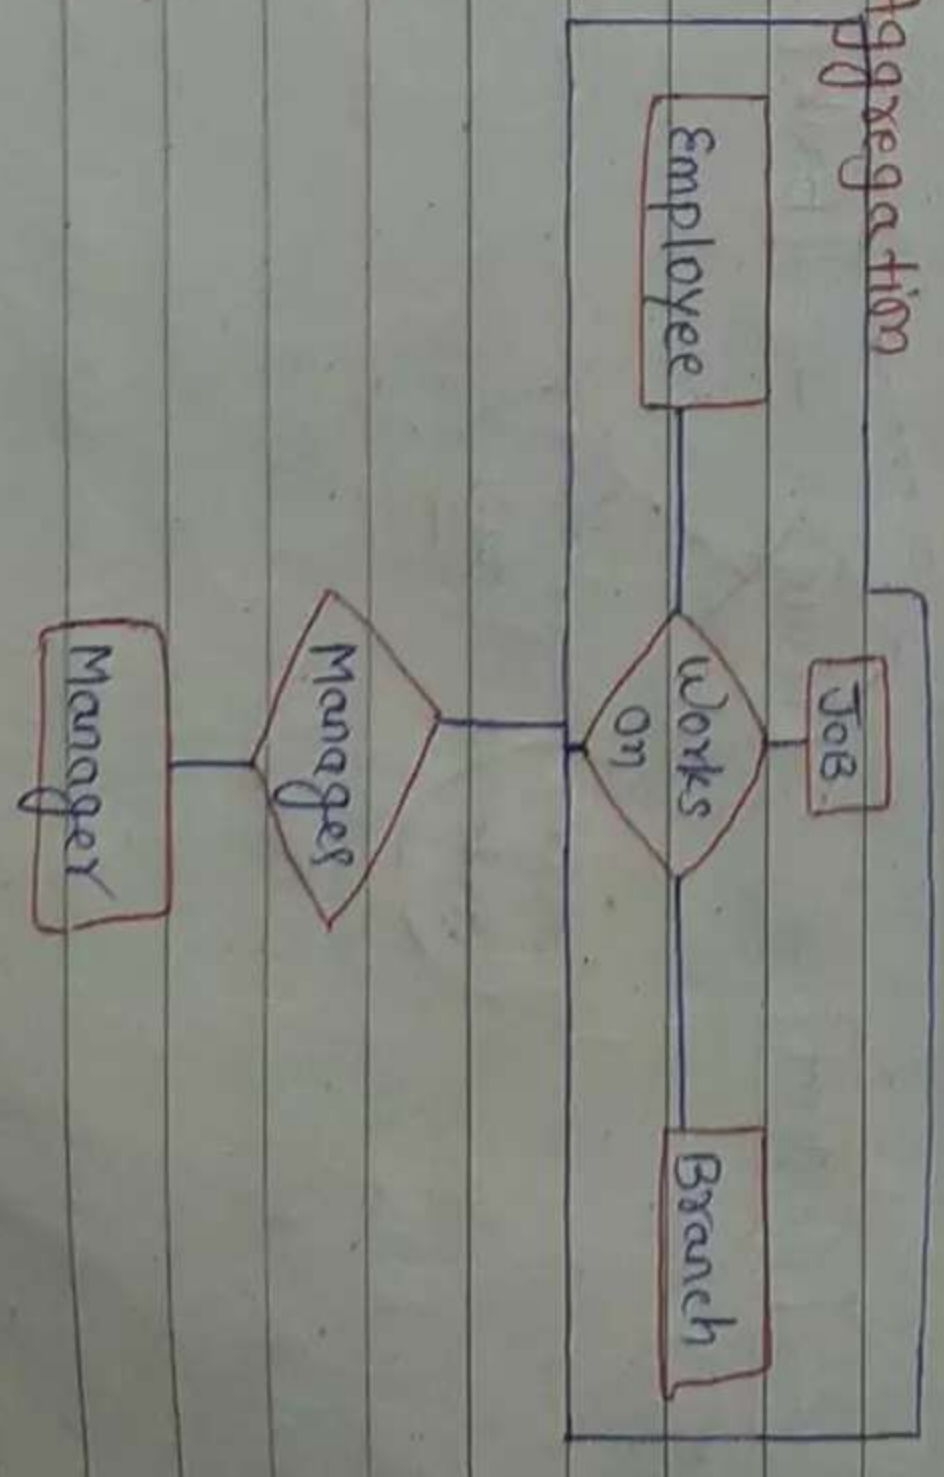 Aggregation
JOB.
Employee
Works
on
Branch
Manages
Manager